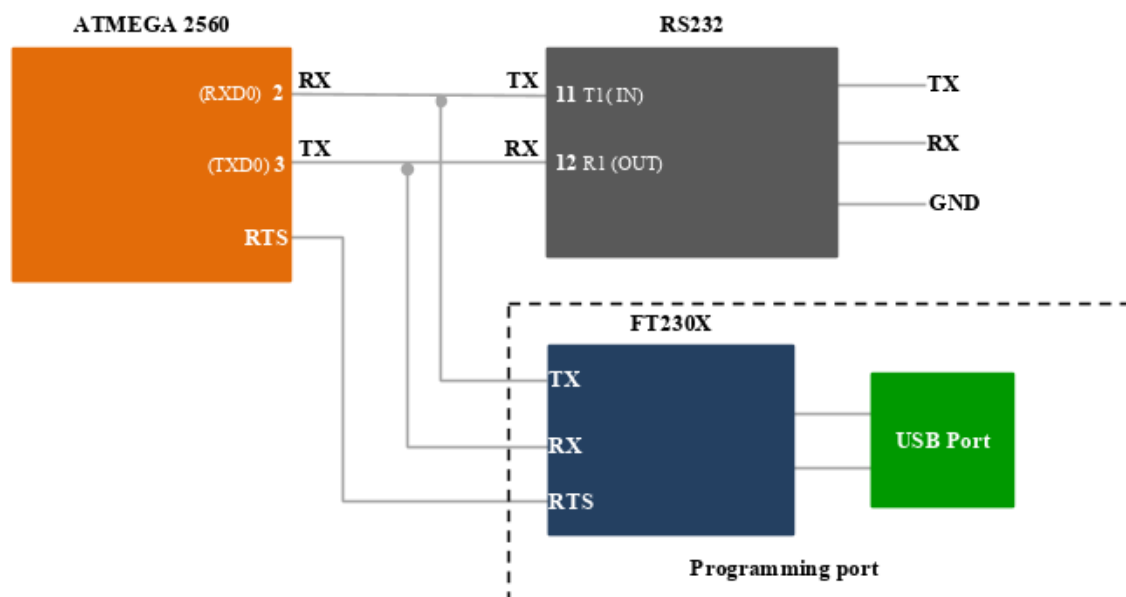 ATMEGA 2560
RS232
(RXD0) 2 RX TX 11 T1( IN) TX
(TXD0) 3 TX RX 12 R1 (OUT) RX
GND
RTS
FT230X
TX
RX
USB Port
RTS
Programming port